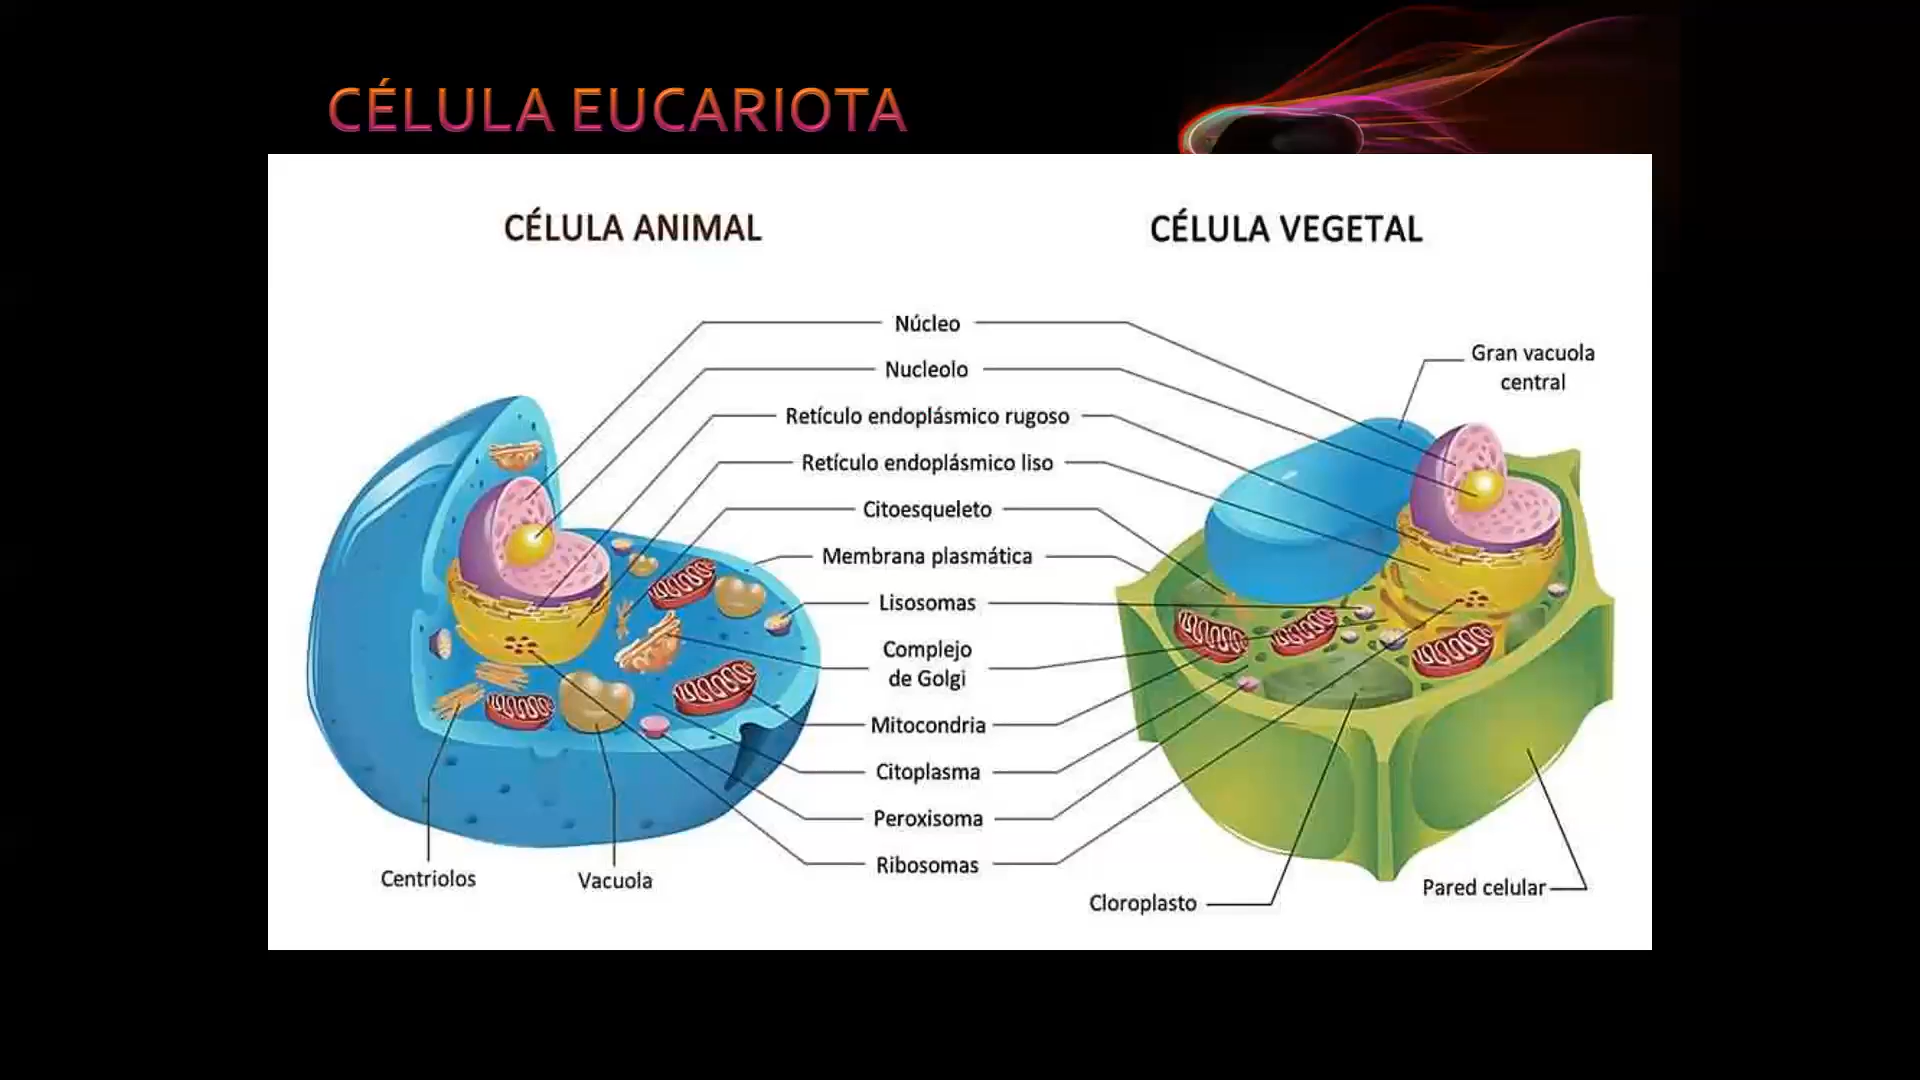 CÉLULA EUCARIOTA
CÉLULA ANIMAL
CÉLULA VEGETAL
Núcleo
Nucleolo
Retículo endoplásmico rugoso
Retículo endoplásmico liso
Citoesqueleto
Membrana plasmática
Lisosomas
Complejo
de Golgi
Mitocondria
Citoplasma
Peroxisoma
Ribosomas
Gran vacuola
central
Centriolos
Vacuola
Cloroplasto
Pared celular